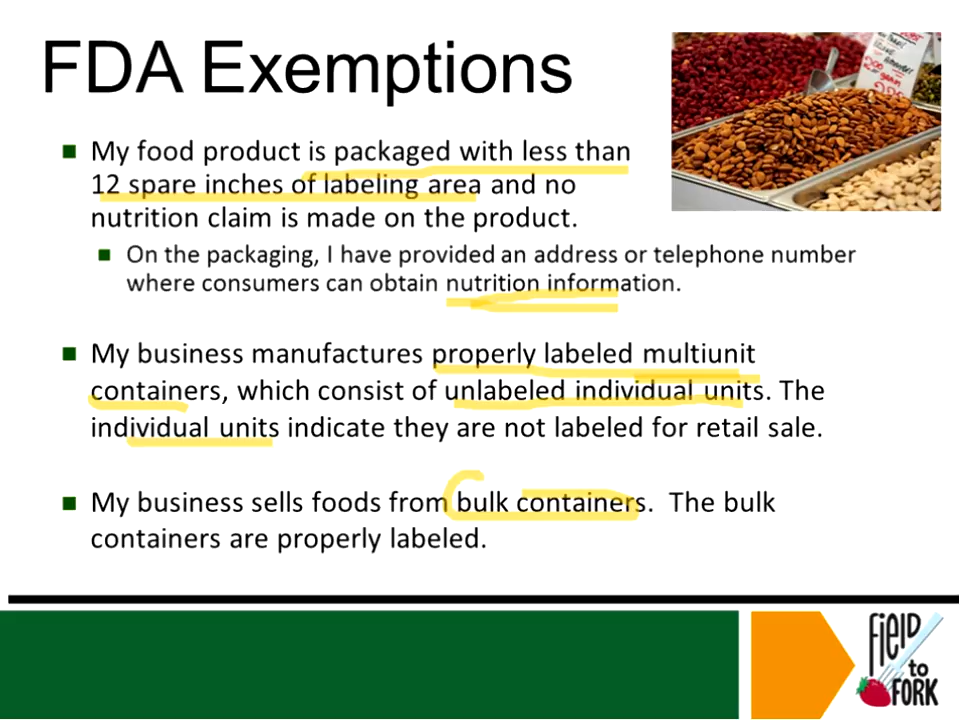 FDA Exemptions
My food product is packaged with less than
12 spare inches of labeling area and no
nutrition claim is made on the product.
On the packaging, I have provided an address or telephone number
where consumers can obtain nutrition information.
My business manufactures properly labeled multiunit
containers, which consist of unlabeled individual units. The
individual units indicate they are not labeled for retail sale.
My business sells foods from bulk containers. The bulk
containers are properly labeled.
FIELD
to
FORK